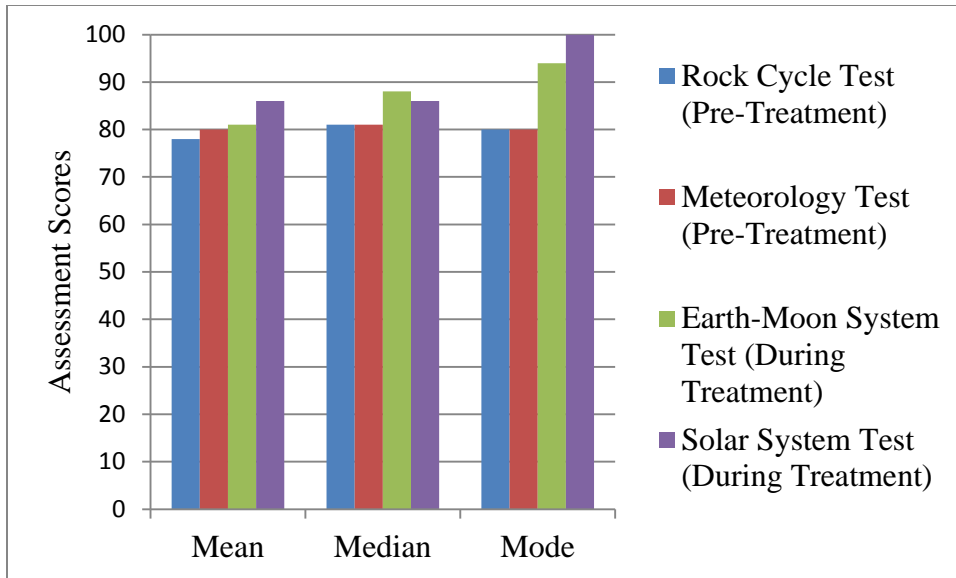 100
90
80
70
60
50
40
30
20
10
0
Assessment Scores
Mean
Median
Mode
Rock Cycle Test
(Pre-Treatment)
Meteorology Test
(Pre-Treatment)
Earth-Moon System
Test (During
Treatment)
Solar System Test
(During Treatment)